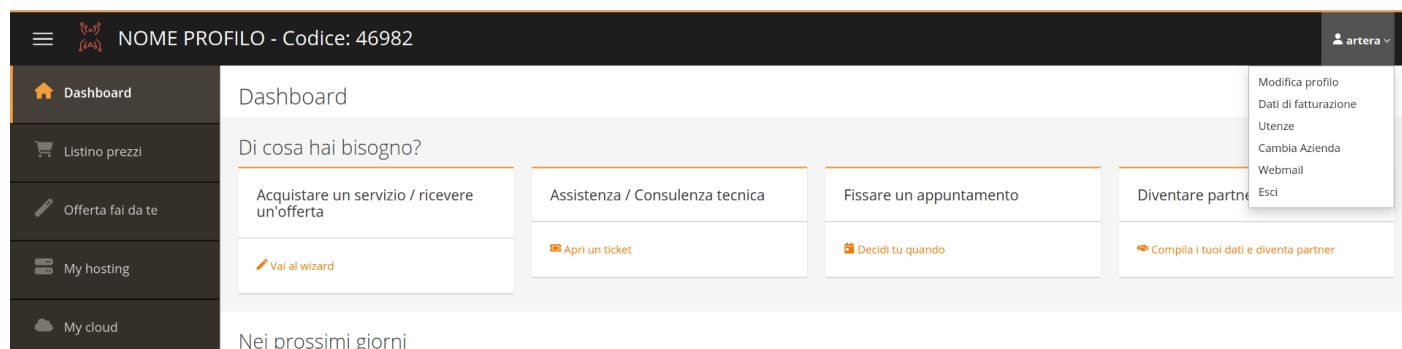 NOME PROFILO - Codice: 46982
artera
Modifica profilo
Dati di fatturazione
Utenze
Cambia Azienda
Webmail
Esci
Dashboard
Listino prezzi
Offerta fai da te
My hosting
My cloud
Dashboard
Di cosa hai bisogno?
Acquistare un servizio / ricevere
un'offerta
Vai al wizard
Assistenza / Consulenza tecnica
Apri un ticket
Fissare un appuntamento
Decidi tu quando
Diventare partne
Compila i tuoi dati e diventa partner
Nei prossimi giorni